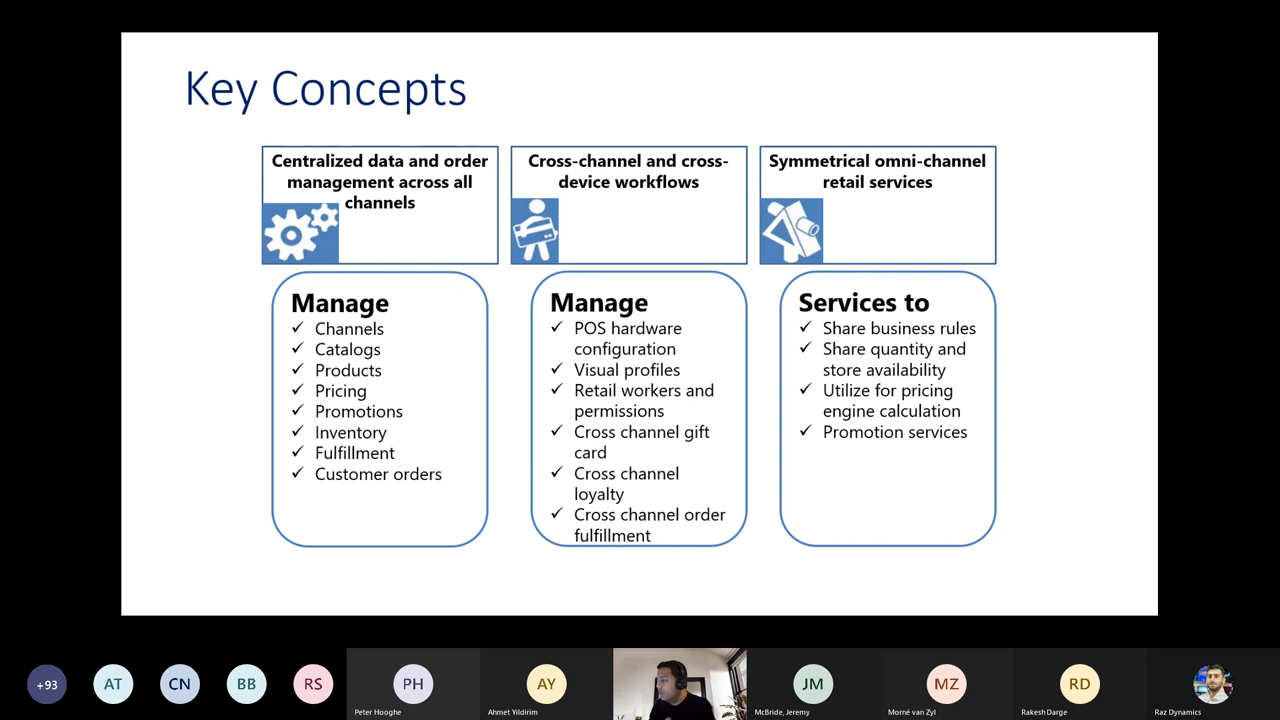 Key Concepts
Centralized data and order
management across all
channels
Cross-channel and cross-
device workflows
Symmetrical omni-channel
retail services
Manage
Channels
Catalogs
Products
Pricing
Promotions
Inventory
Fulfillment
Customer orders
Manage
POS hardware
configuration
Visual profiles
Retail workers and
permissions
Cross channel gift
card
Cross channel
loyalty
Cross channel order
fulfillment
Services to
Share business rules
Share quantity and
store availability
Utilize for pricing
engine calculation
Promotion services
+93
AT
CN
BB
RS
PH
Peter Hooghe
AY
Ahmet Yildirim
JM
McBride, Jeremy
MZ
Morné van Zyl
RD
Rakesh Darge
Raz Dynamics